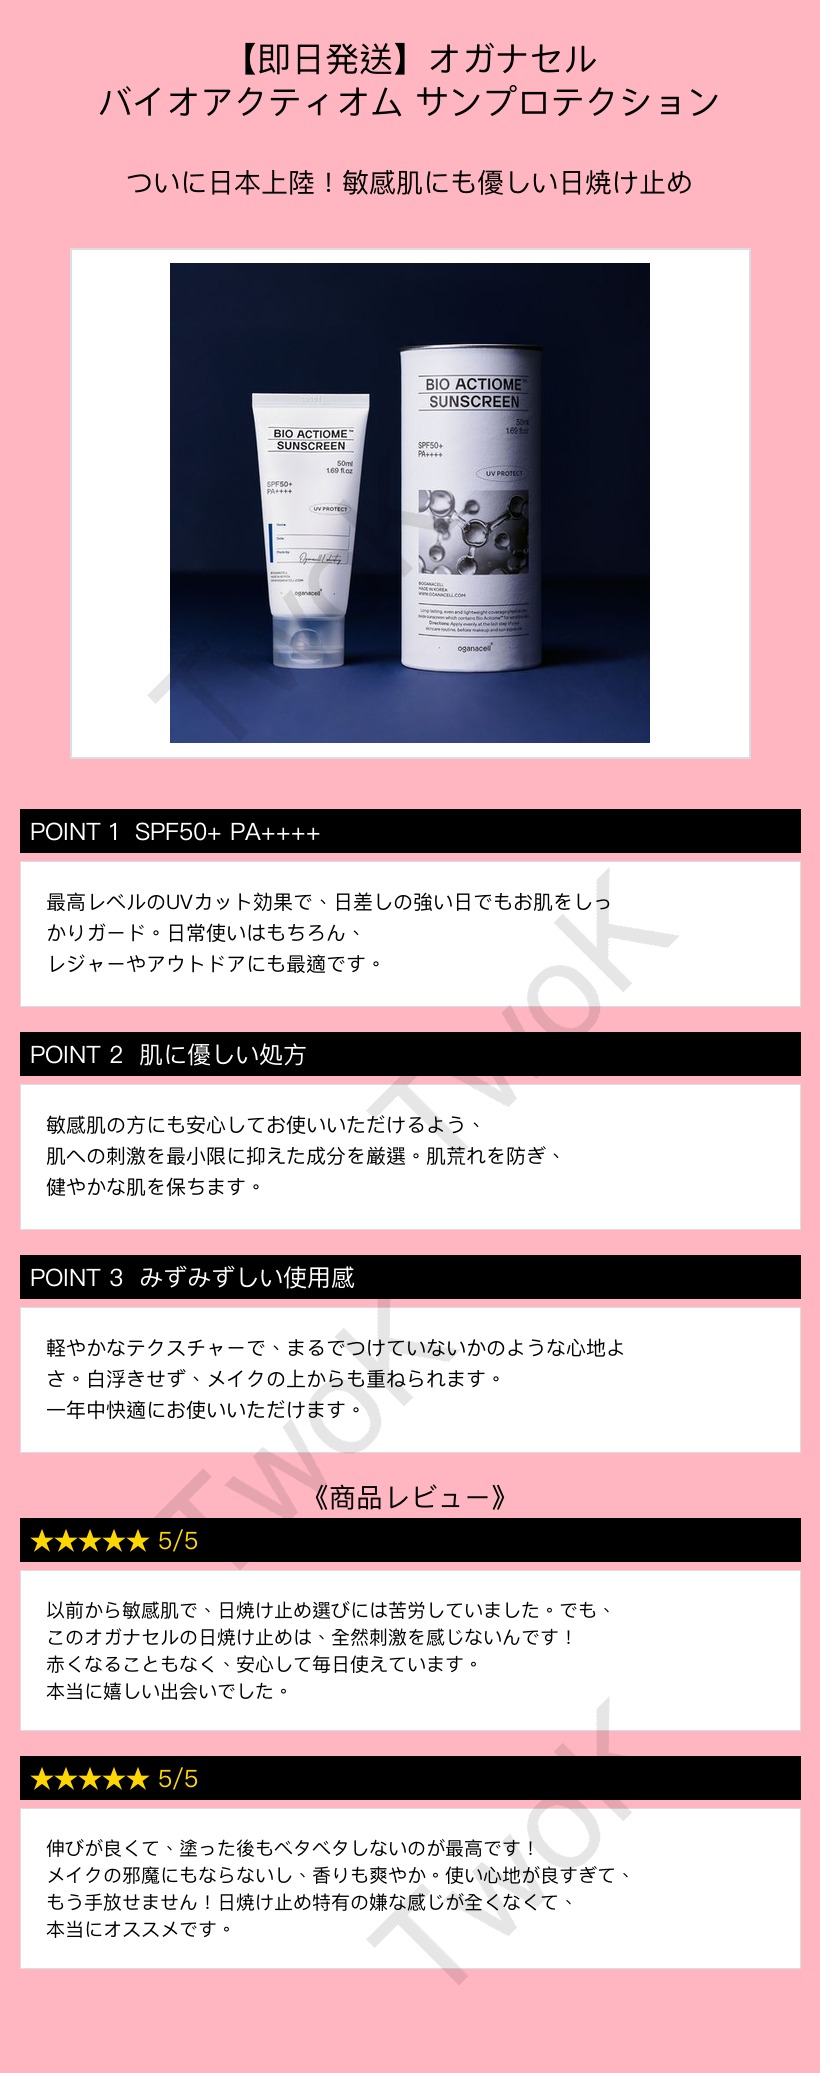 【即日発送】オガナセル
バイオアクティオム サンプロテクション
ついに日本上陸！敏感肌にも優しい日焼け止め
BIO ACTIOME™
SUNSCREEN
50ml
1.69 fl.oz
SPF50+
PA++++
UV PROTECT
oganacell
BIO ACTIOME™
SUNSCREEN
50ml
1.69 fl.oz
SPF50+
PA++++
UV PROTECT
BOGANACELL
MADE IN KOREA
WWW.OGANACELL.COM
oganacell
POINT 1 SPF50+ PA++++
最高レベルのUVカット効果で、日差しの強い日でもお肌をしっ
かりガード。日常使いはもちろん、
レジャーやアウトドアにも最適です。
POINT 2 肌に優しい処方
敏感肌の方にも安心してお使いいただけるよう、
肌への刺激を最小限に抑えた成分を厳選。肌荒れを防ぎ、
健やかな肌を保ちます。
POINT 3 みずみずしい使用感
軽やかなテクスチャーで、まるでつけていないかのような心地よ
さ。白浮きせず、メイクの上からも重ねられます。
一年中快適にお使いいただけます。
《商品レビュー》
★★★★★ 5/5
以前から敏感肌で、日焼け止め選びには苦労していました。でも、
このオガナセルの日焼け止めは、全然刺激を感じないんです！
赤くなることもなく、安心して毎日使えています。
本当に嬉しい出会いでした。
★★★★★ 5/5
伸びが良くて、塗った後もベタベタしないのが最高です！
メイクの邪魔にもならないし、香りも爽やか。使い心地が良すぎて、
もう手放せません！日焼け止め特有の嫌な感じが全くなくて、
本当にオススメです。
TwoK
TwoK
TwoK
TwoK